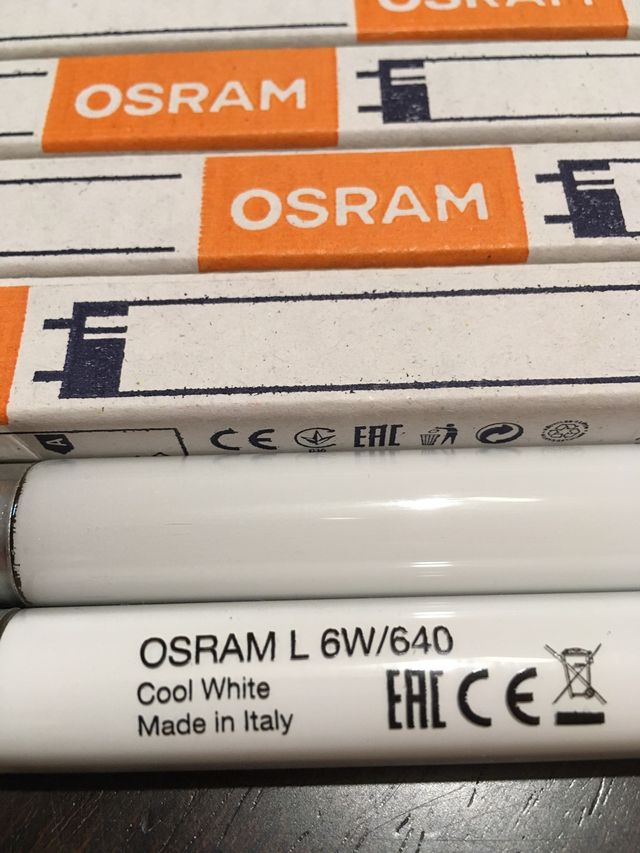 OSRAM
OSRAM
OSRAM
A
CE EAC
OSRAM L 6W/640
Cool White
Made in Italy
EAC CE